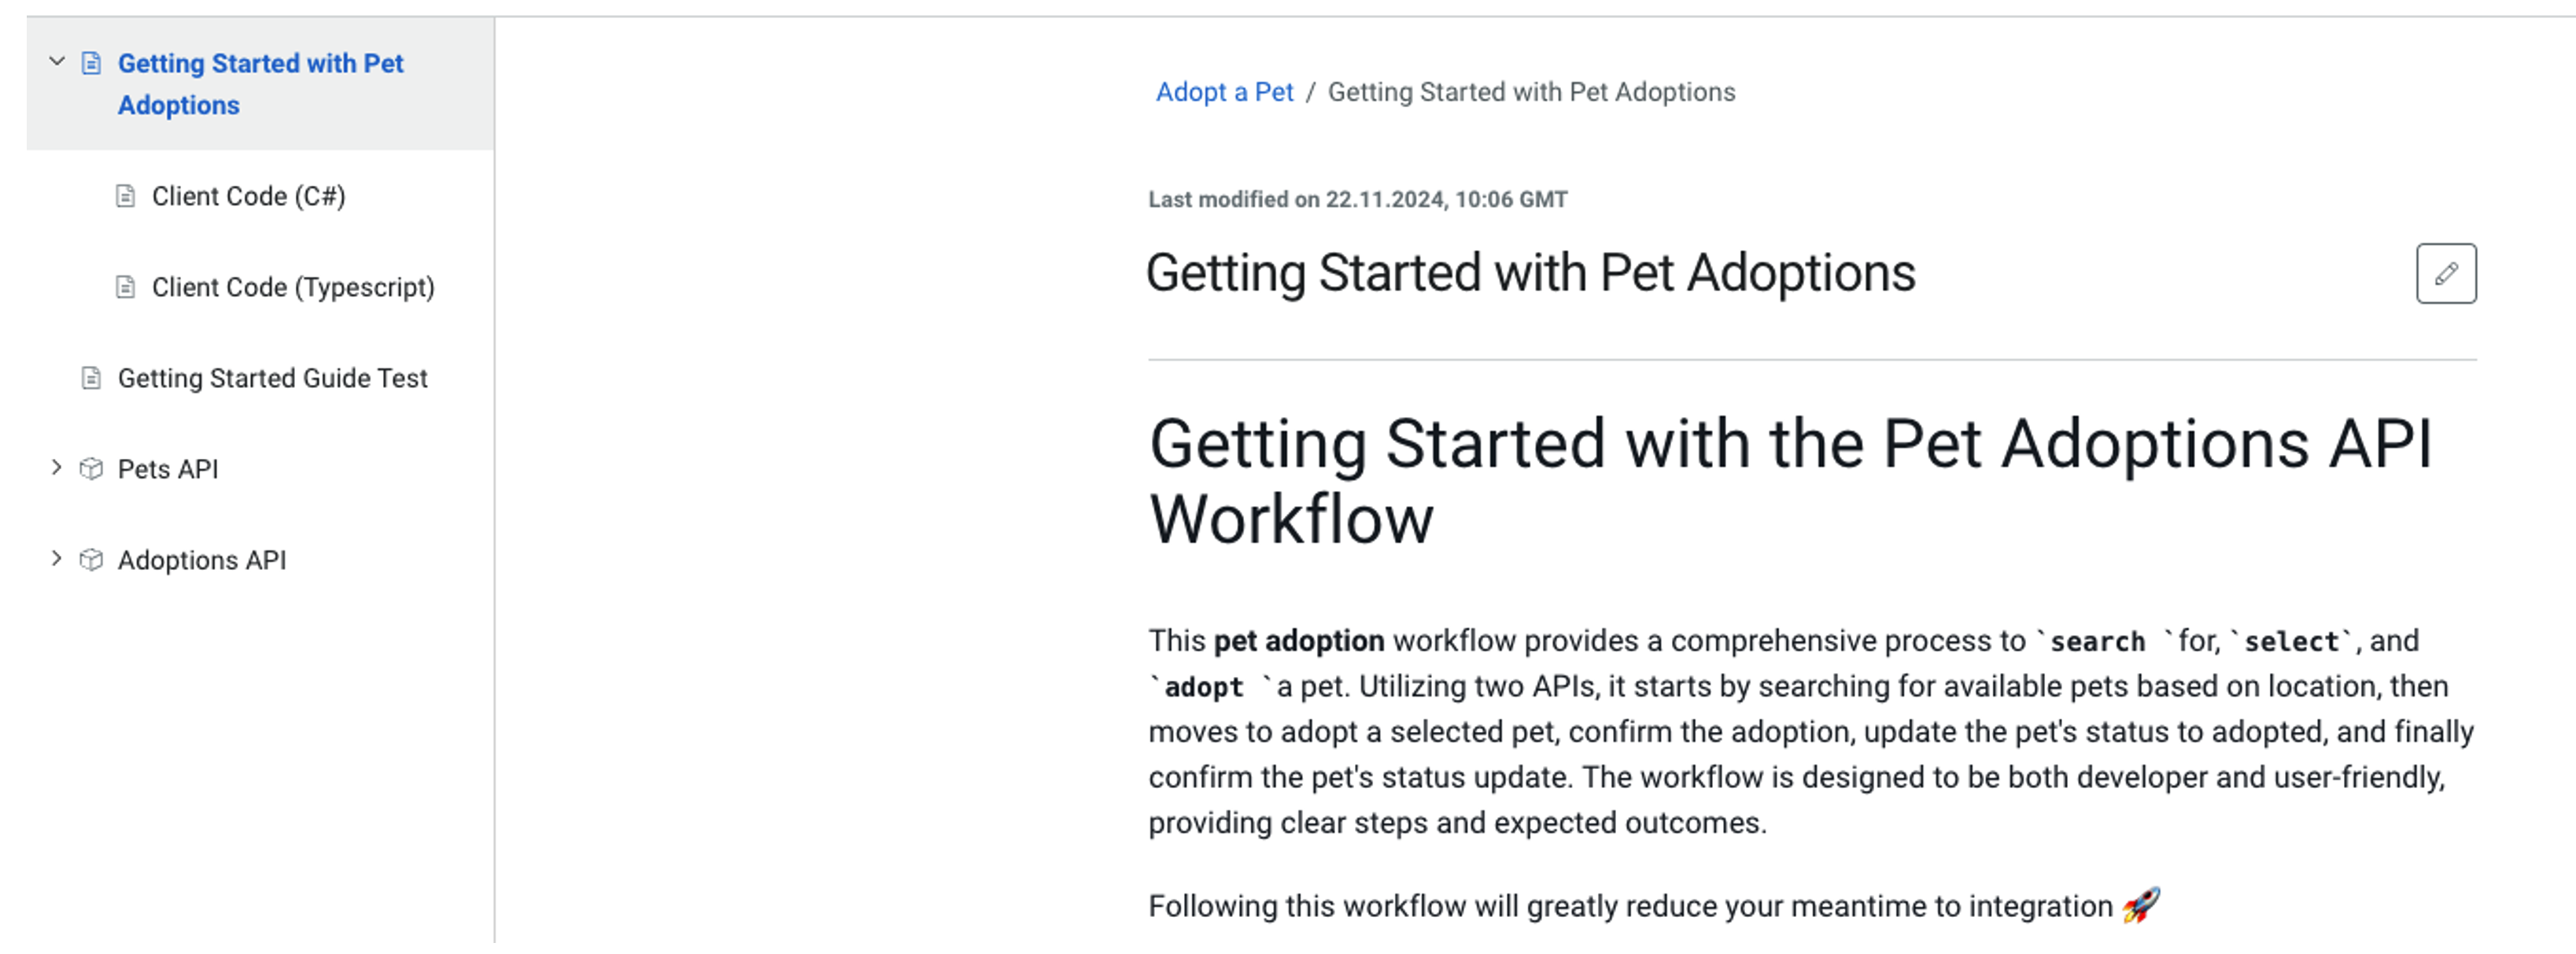 Getting Started with Pet
Adoptions
Client Code (C#)
Client Code (Typescript)
Getting Started Guide Test
Pets API
Adoptions API
Adopt a Pet / Getting Started with Pet Adoptions
Last modified on 22.11.2024, 10:06 GMT
Getting Started with Pet Adoptions
Getting Started with the Pet Adoptions API
Workflow
This pet adoption workflow provides a comprehensive process to `search `for, `select`, and
`adopt `a pet. Utilizing two APIs, it starts by searching for available pets based on location, then
moves to adopt a selected pet, confirm the adoption, update the pet's status to adopted, and finally
confirm the pet's status update. The workflow is designed to be both developer and user-friendly,
providing clear steps and expected outcomes.
Following this workflow will greatly reduce your meantime to integration 🚀